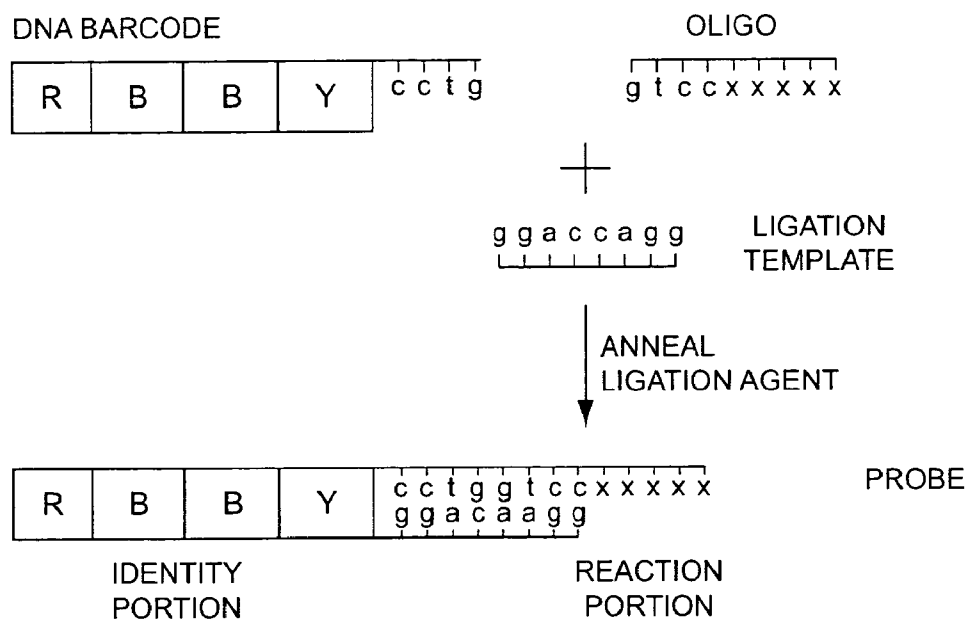 DNA BARCODE
OLIGO
R B B Y c c t g
g t c c x x x x x
+
g g a c c a g g
LIGATION
TEMPLATE
ANNEAL
LIGATION AGENT
R B B Y c c t g g t c c x x x x x
g g a c a a g g
PROBE
IDENTITY
PORTION
REACTION
PORTION